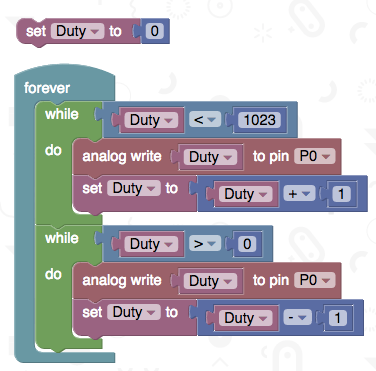 set Duty to 0
forever
while Duty < 1023
do analog write Duty to pin P0
set Duty to Duty + 1
while Duty > 0
do analog write Duty to pin P0
set Duty to Duty - 1